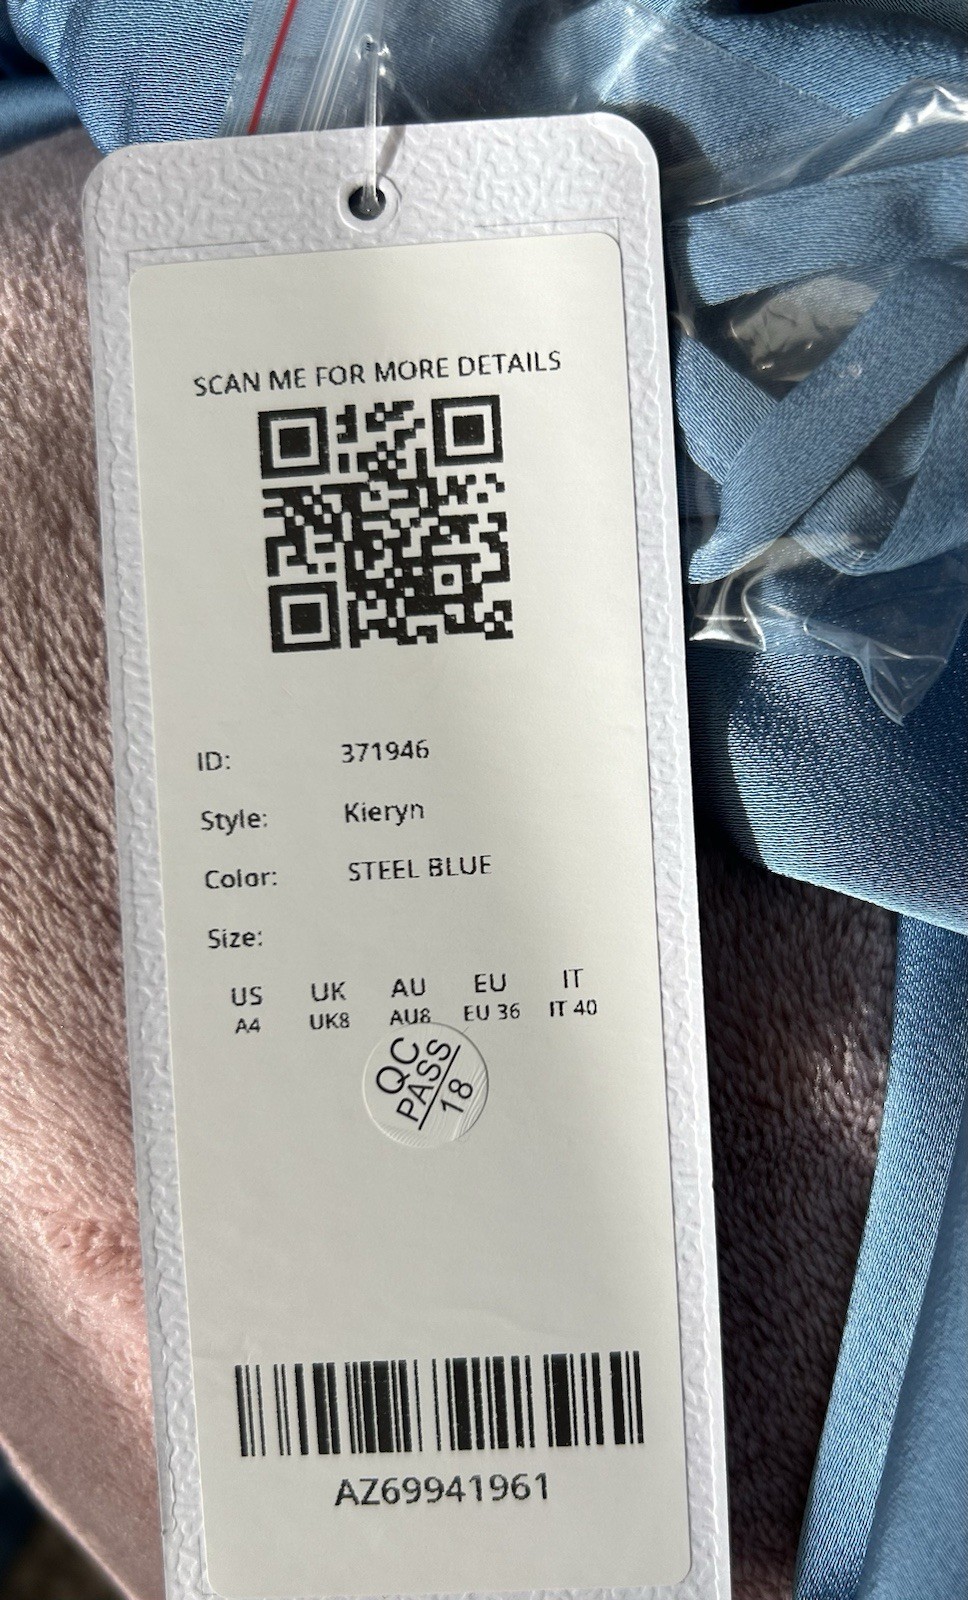 SCAN ME FOR MORE DETAILS
ID: 371946
Style: Kieryn
Color: STEEL BLUE
Size:
US UK AU EU IT
A4 UK8 AU8 EU 36 IT 40
QC
PASS
18
AZ69941961